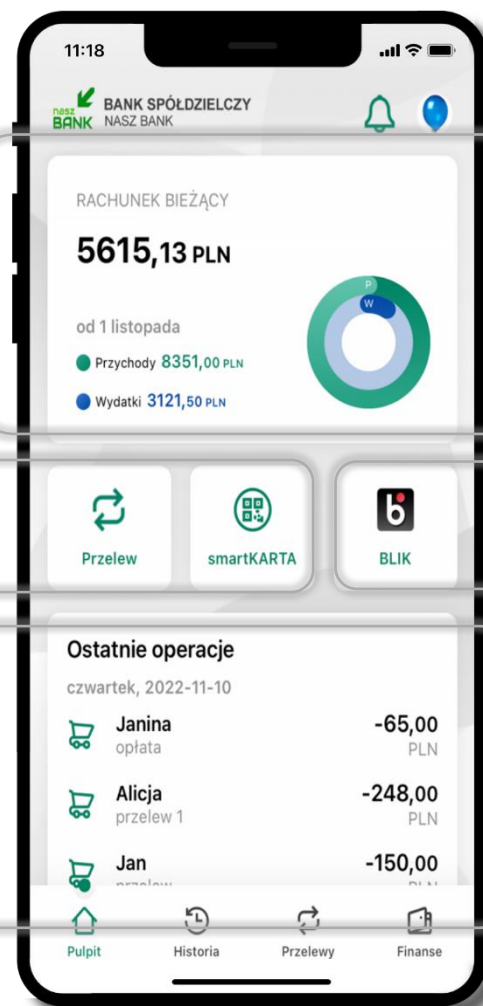 11:18
nasz
BANK
BANK SPÓŁDZIELCZY
NASZ BANK
RACHUNEK BIEŻĄCY
5615,13 PLN
od 1 listopada
Przychody 8351,00 PLN
Wydatki 3121,50 PLN
P
W
Przelew
smartKARTA
BLIK
Ostatnie operacje
czwartek, 2022-11-10
Janina -65,00
opłata PLN
Alicja -248,00
przelew 1 PLN
Jan -150,00
Pulpit Historia Przelewy Finanse